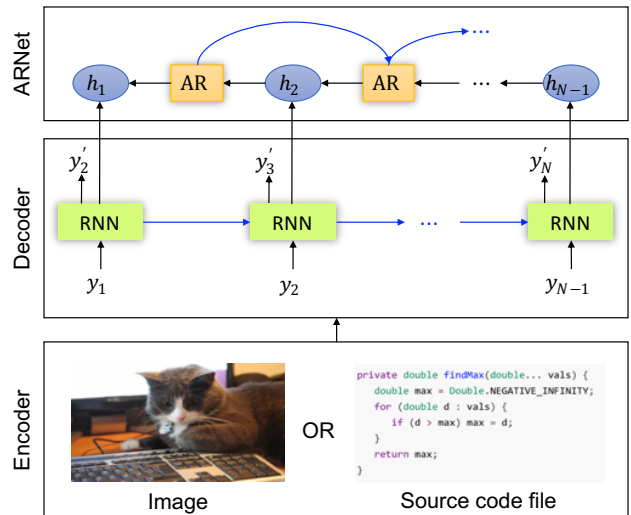 ARNet
...
h₁ AR h₂ AR ... hN−1
Decoder
y′₂ y′₃ y′N
RNN RNN ... RNN
y₁ y₂ yN−1
Encoder
private double findMax(double... vals) {
double max = Double.NEGATIVE_INFINITY;
for (double d : vals) {
if (d > max) max = d;
}
return max;
}
OR
Image Source code file